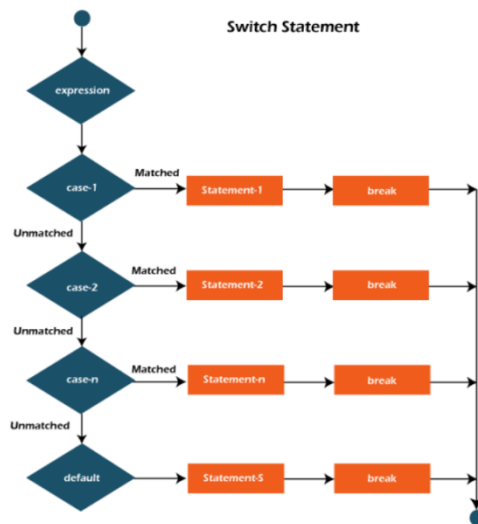 Switch Statement
expression
case-1
Matched
Statement-1
break
Unmatched
case-2
Matched
Statement-2
break
Unmatched
case-n
Matched
Statement-n
break
Unmatched
default
Statement-S
break